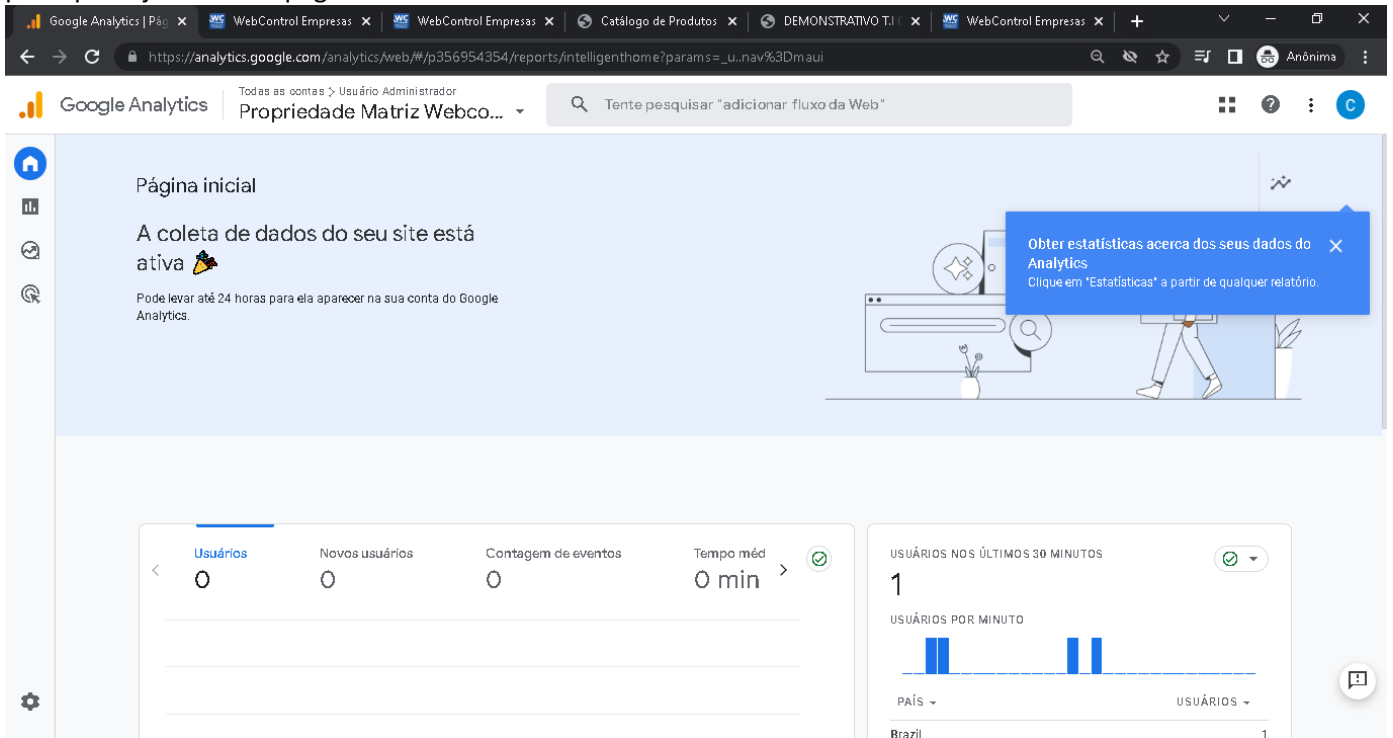 Google Analytics | Pág
WebControl Empresas
WebControl Empresas
Catálogo de Produtos
DEMONSTRATIVO T.I
WebControl Empresas
https://analytics.google.com/analytics/web/#/p356954354/reports/intelligenthome?params=_u..nav%3Dmaui
Anônima
Google Analytics
Todas as contas > Usuário Administrador
Propriedade Matriz Webco...
Tente pesquisar "adicionar fluxo da Web"
C
Página inicial
A coleta de dados do seu site está
ativa
Pode levar até 24 horas para ela aparecer na sua conta do Google
Analytics.
Obter estatísticas acerca dos seus dados do
Analytics
Clique em "Estatísticas" a partir de qualquer relatório.
Usuários
0
Novos usuários
0
Contagem de eventos
0
Tempo méd
0 min
USUÁRIOS NOS ÚLTIMOS 30 MINUTOS
1
USUÁRIOS POR MINUTO
PAÍS
USUÁRIOS
Brazil
1